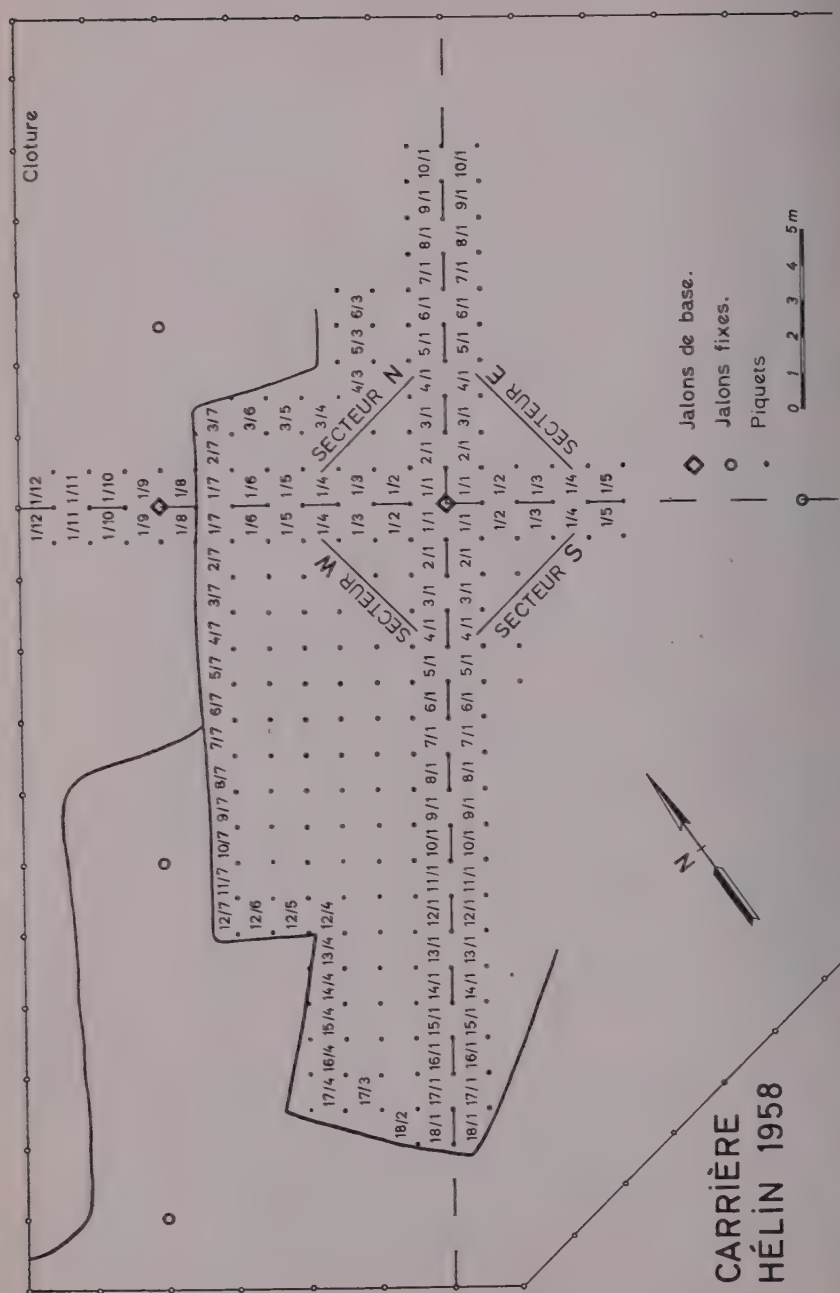 Cloture
1/12 1/12
1/11 1/11
1/10 1/10
1/9 1/9
1/8 1/8
12/7 11/7 10/7 9/7 8/7 7/7 6/7 5/7 4/7 3/7 2/7 1/7 1/7 2/7 3/7
12/6 1/6 1/6 3/6
12/5 1/5 1/5 3/5
17/4 16/4 15/4 14/4 13/4 12/4 1/4 1/4 3/4
17/3 1/3 1/3 4/3 5/3 6/3
18/2 1/2 1/2
SECTEUR W
SECTEUR N
18/1 17/1 16/1 15/1 14/1 13/1 12/1 11/1 10/1 9/1 8/1 7/1 6/1 5/1 4/1 3/1 2/1 1/1 1/1 2/1 3/1 4/1 5/1 6/1 7/1 8/1 9/1 10/1
18/1 17/1 16/1 15/1 14/1 13/1 12/1 11/1 10/1 9/1 8/1 7/1 6/1 5/1 4/1 3/1 2/1 1/1 1/1 2/1 3/1 4/1 5/1 6/1 7/1 8/1 9/1 10/1
1/2 1/2
1/3 1/3
1/4 1/4
1/5 1/5
SECTEUR S
SECTEUR E
N
Jalons de base.
Jalons fixes.
Piquets
0 1 2 3 4 5m
CARRIÈRE
HÉLIN 1958